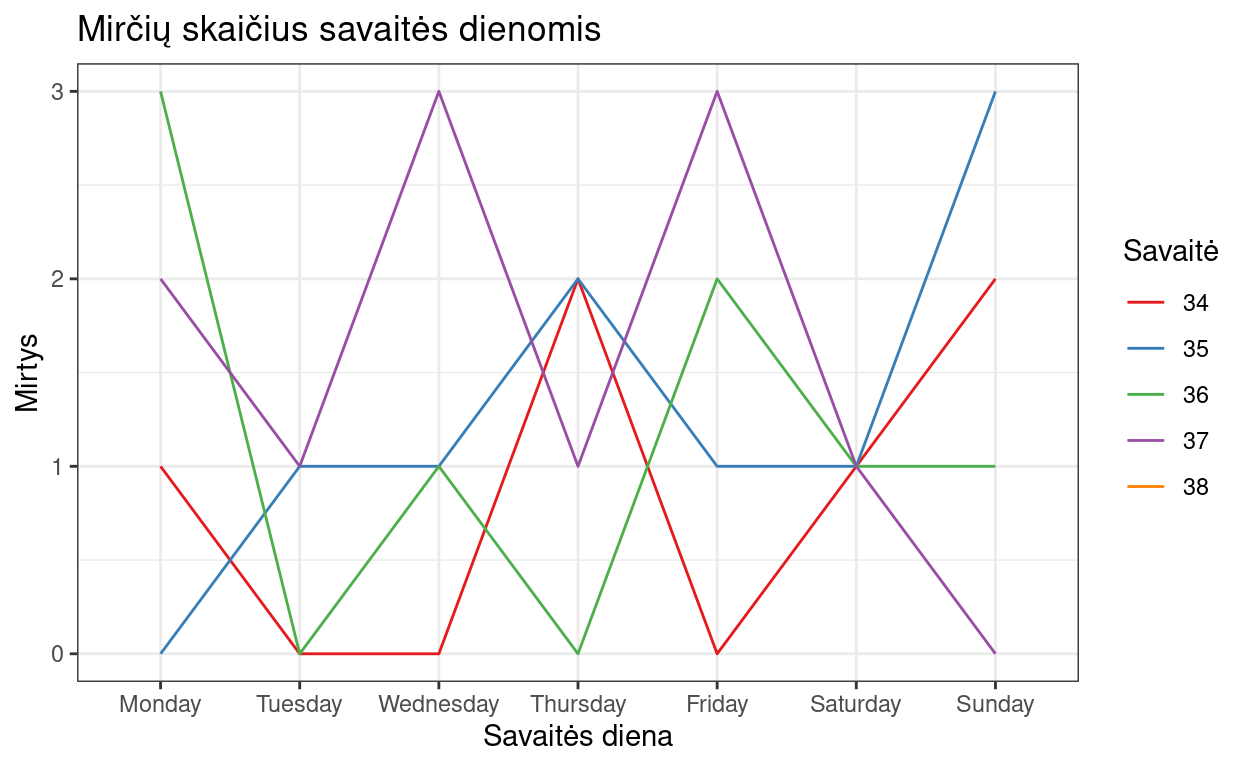 Mirčių skaičius savaitės dienomis
3
2
1
0
Mirtys
Monday Tuesday Wednesday Thursday Friday Saturday Sunday
Savaitės diena
Savaitė
34
35
36
37
38